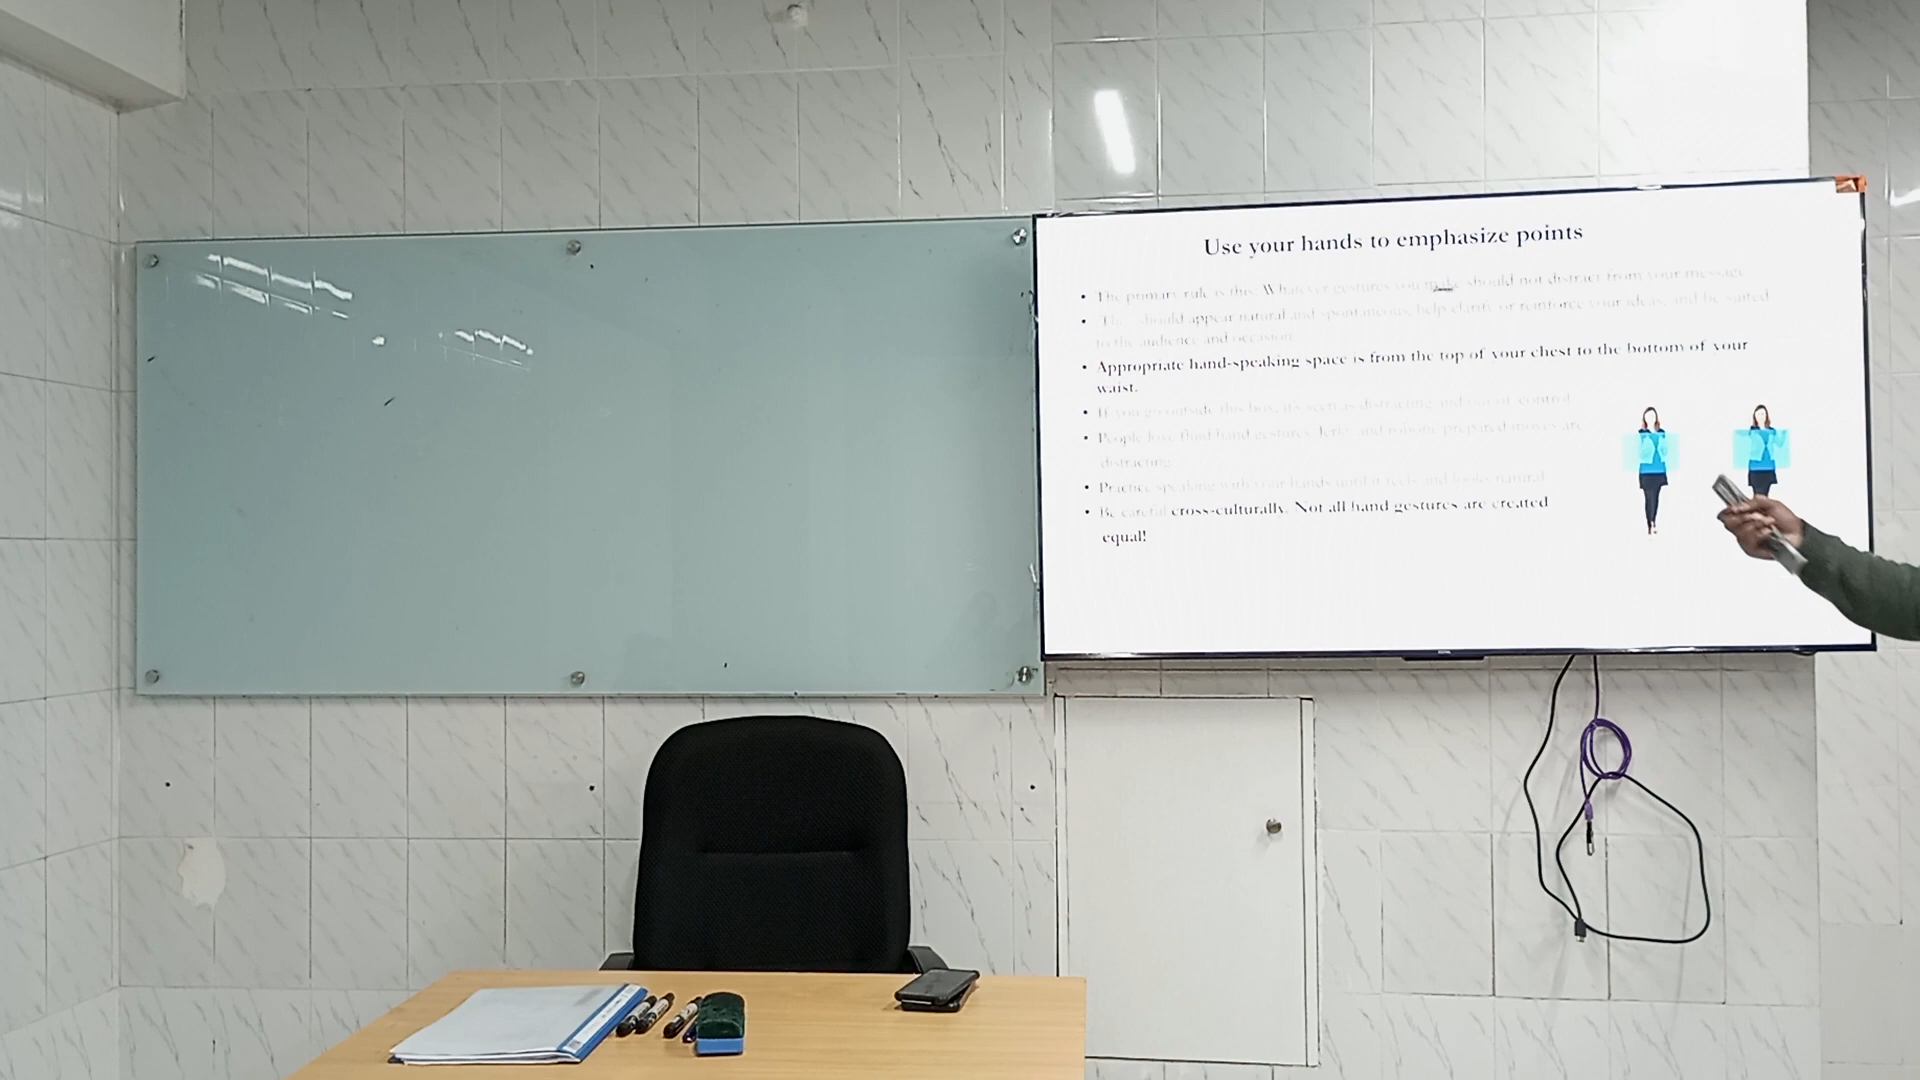 Use your hands to emphasize points
• The primary rule is this: Whatever gestures you make should not distract from your message
• should appear natural and spontaneous, help clarify or reinforce your ideas, and be suited
to the audience and occasion.
• Appropriate hand-speaking space is from the top of your chest to the bottom of your
waist.
• If you go outside this box, it's seen as distracting and out-of-control
• People love fluid hand gestures. Jerky and robotic prepared moves are
distracting.
• Practice speaking with your hands until it feels and looks natural
• Be careful cross-culturally. Not all hand gestures are created
equal!